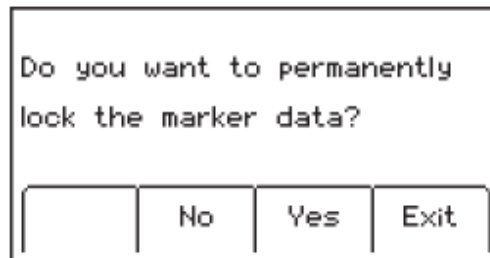 Do you want to permanently
lock the marker data?
No Yes Exit